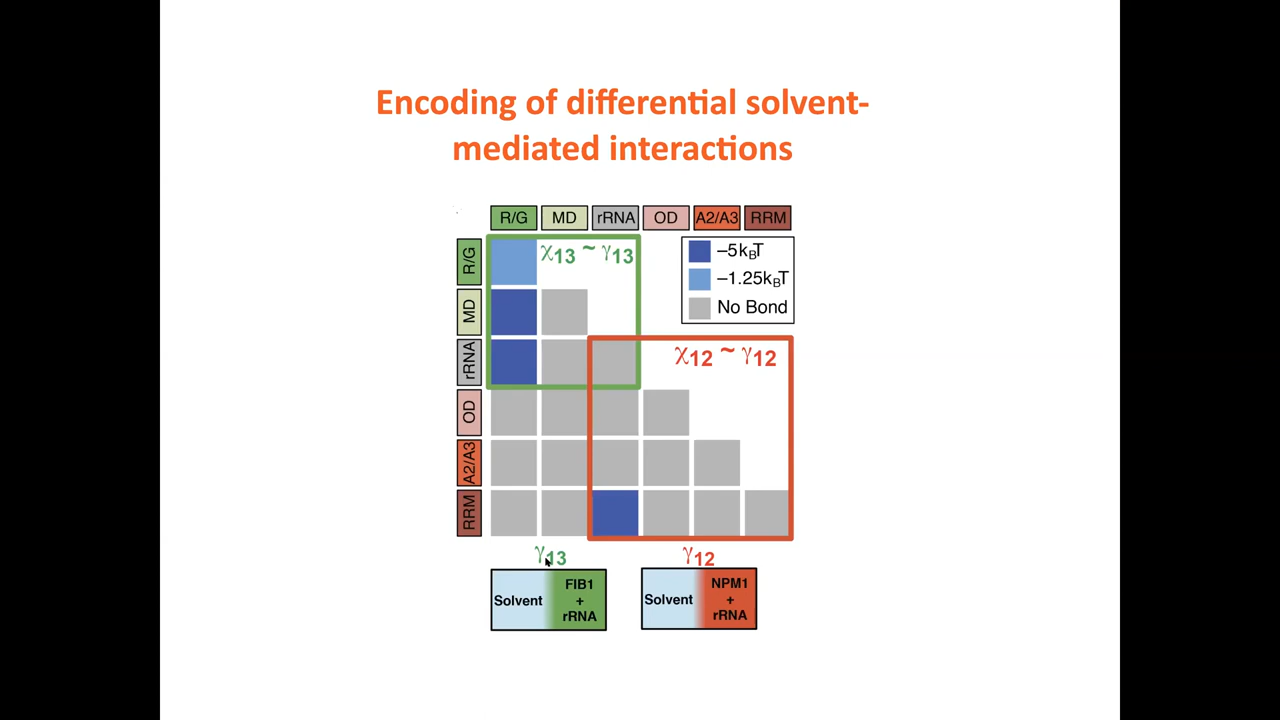 Encoding of differential solvent-
mediated interactions
R/G MD rRNA OD A2/A3 RRM
R/G
χ13 ~ γ13
–5kBT
–1.25kBT
No Bond
MD
rRNA
χ12 ~ γ12
OD
A2/A3
RRM
γ13 γ12
Solvent
FIB1
+
rRNA
Solvent
NPM1
+
rRNA